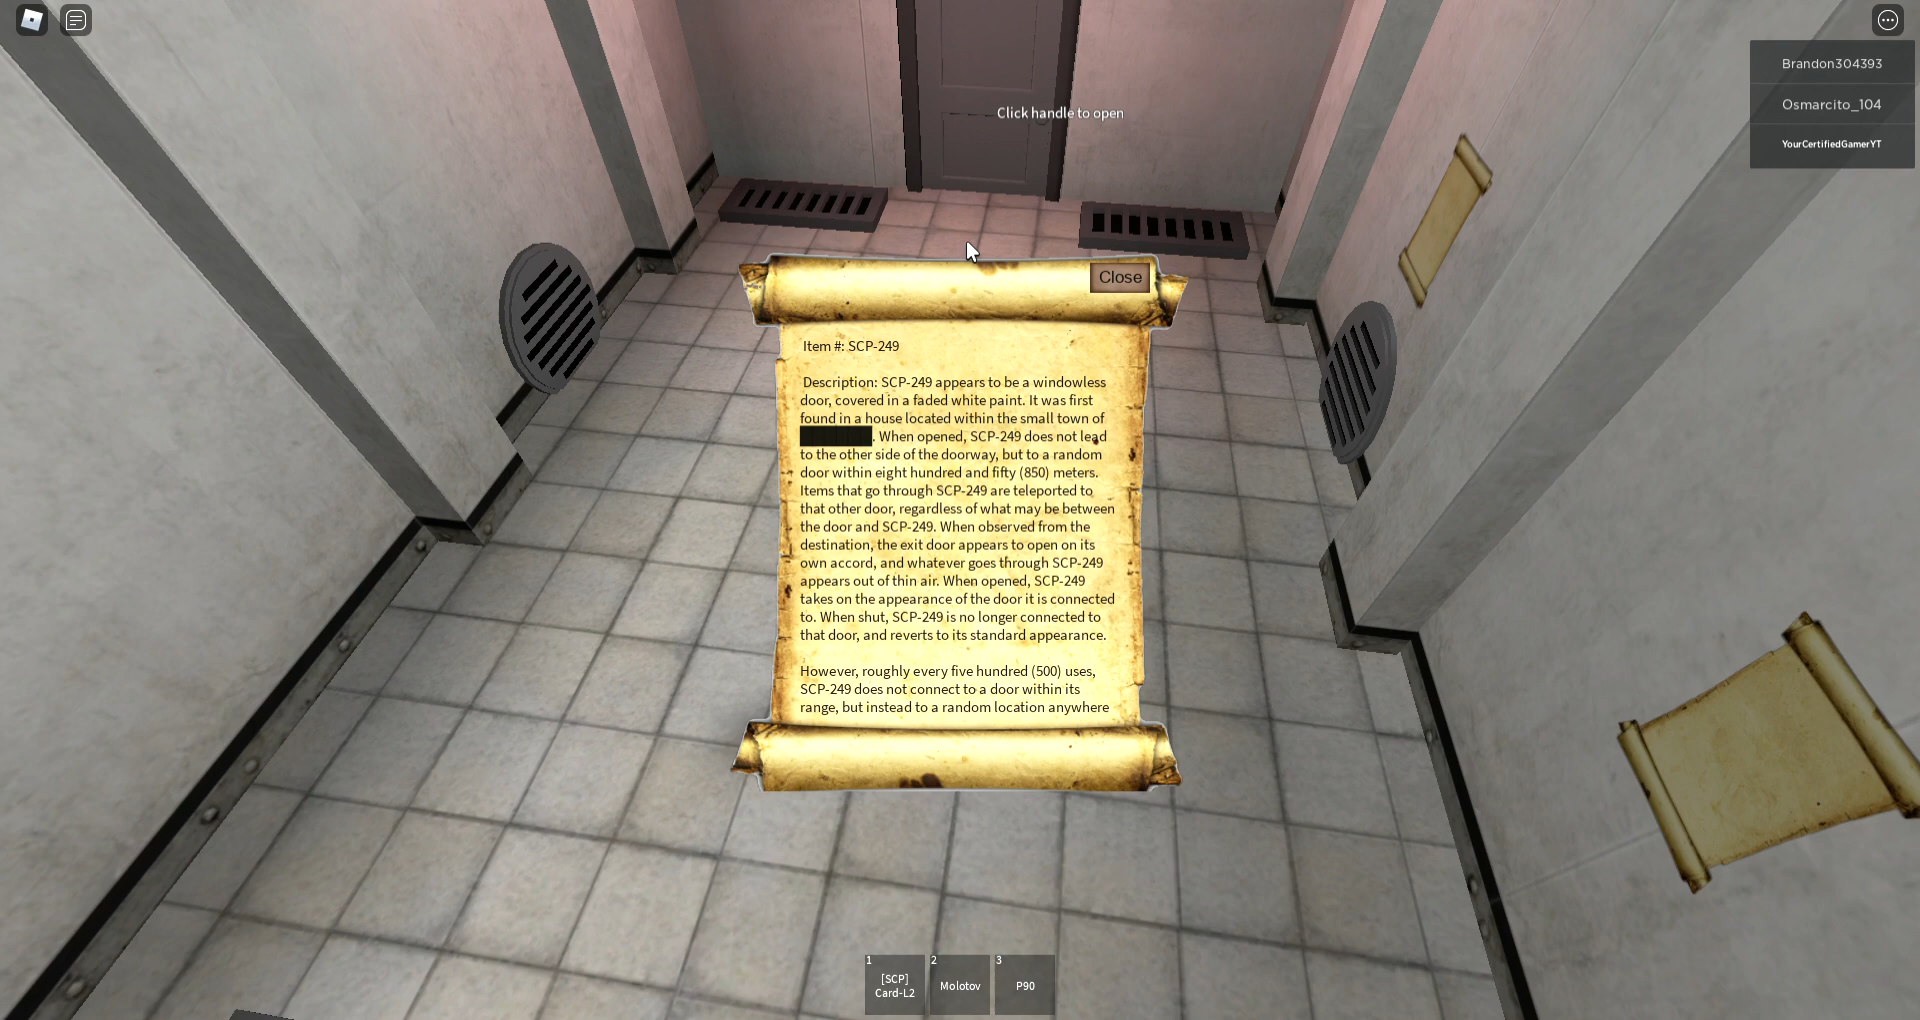 Brandon304393
Osmarcito_104
YourCertifiedGamerYT
Click handle to open
Close
Item #: SCP-249
Description: SCP-249 appears to be a windowless
door, covered in a faded white paint. It was first
found in a house located within the small town of
████████. When opened, SCP-249 does not lead
to the other side of the doorway, but to a random
door within eight hundred and fifty (850) meters.
Items that go through SCP-249 are teleported to
that other door, regardless of what may be between
the door and SCP-249. When observed from the
destination, the exit door appears to open on its
own accord, and whatever goes through SCP-249
appears out of thin air. When opened, SCP-249
takes on the appearance of the door it is connected
to. When shut, SCP-249 is no longer connected to
that door, and reverts to its standard appearance.
However, roughly every five hundred (500) uses,
SCP-249 does not connect to a door within its
range, but instead to a random location anywhere
1
[SCP]
Card-L2
2
Molotov
3
P90